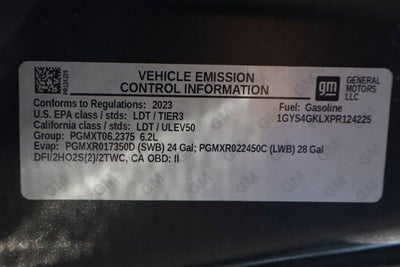 VEHICLE EMISSION
CONTROL INFORMATION
gm
GENERAL
MOTORS
LLC
Conforms to Regulations: 2023
Fuel: Gasoline
U.S. EPA class / stds: LDT / TIER3
1GYS4GKLXPR124225
California class / stds: LDT / ULEV50
Group: PGMXT06.2375 6.2L
Evap: PGMXR017350D (SWB) 24 Gal; PGMXR022450C (LWB) 28 Gal
DFI/2HO2S(2)/2TWC, CA OBD: II